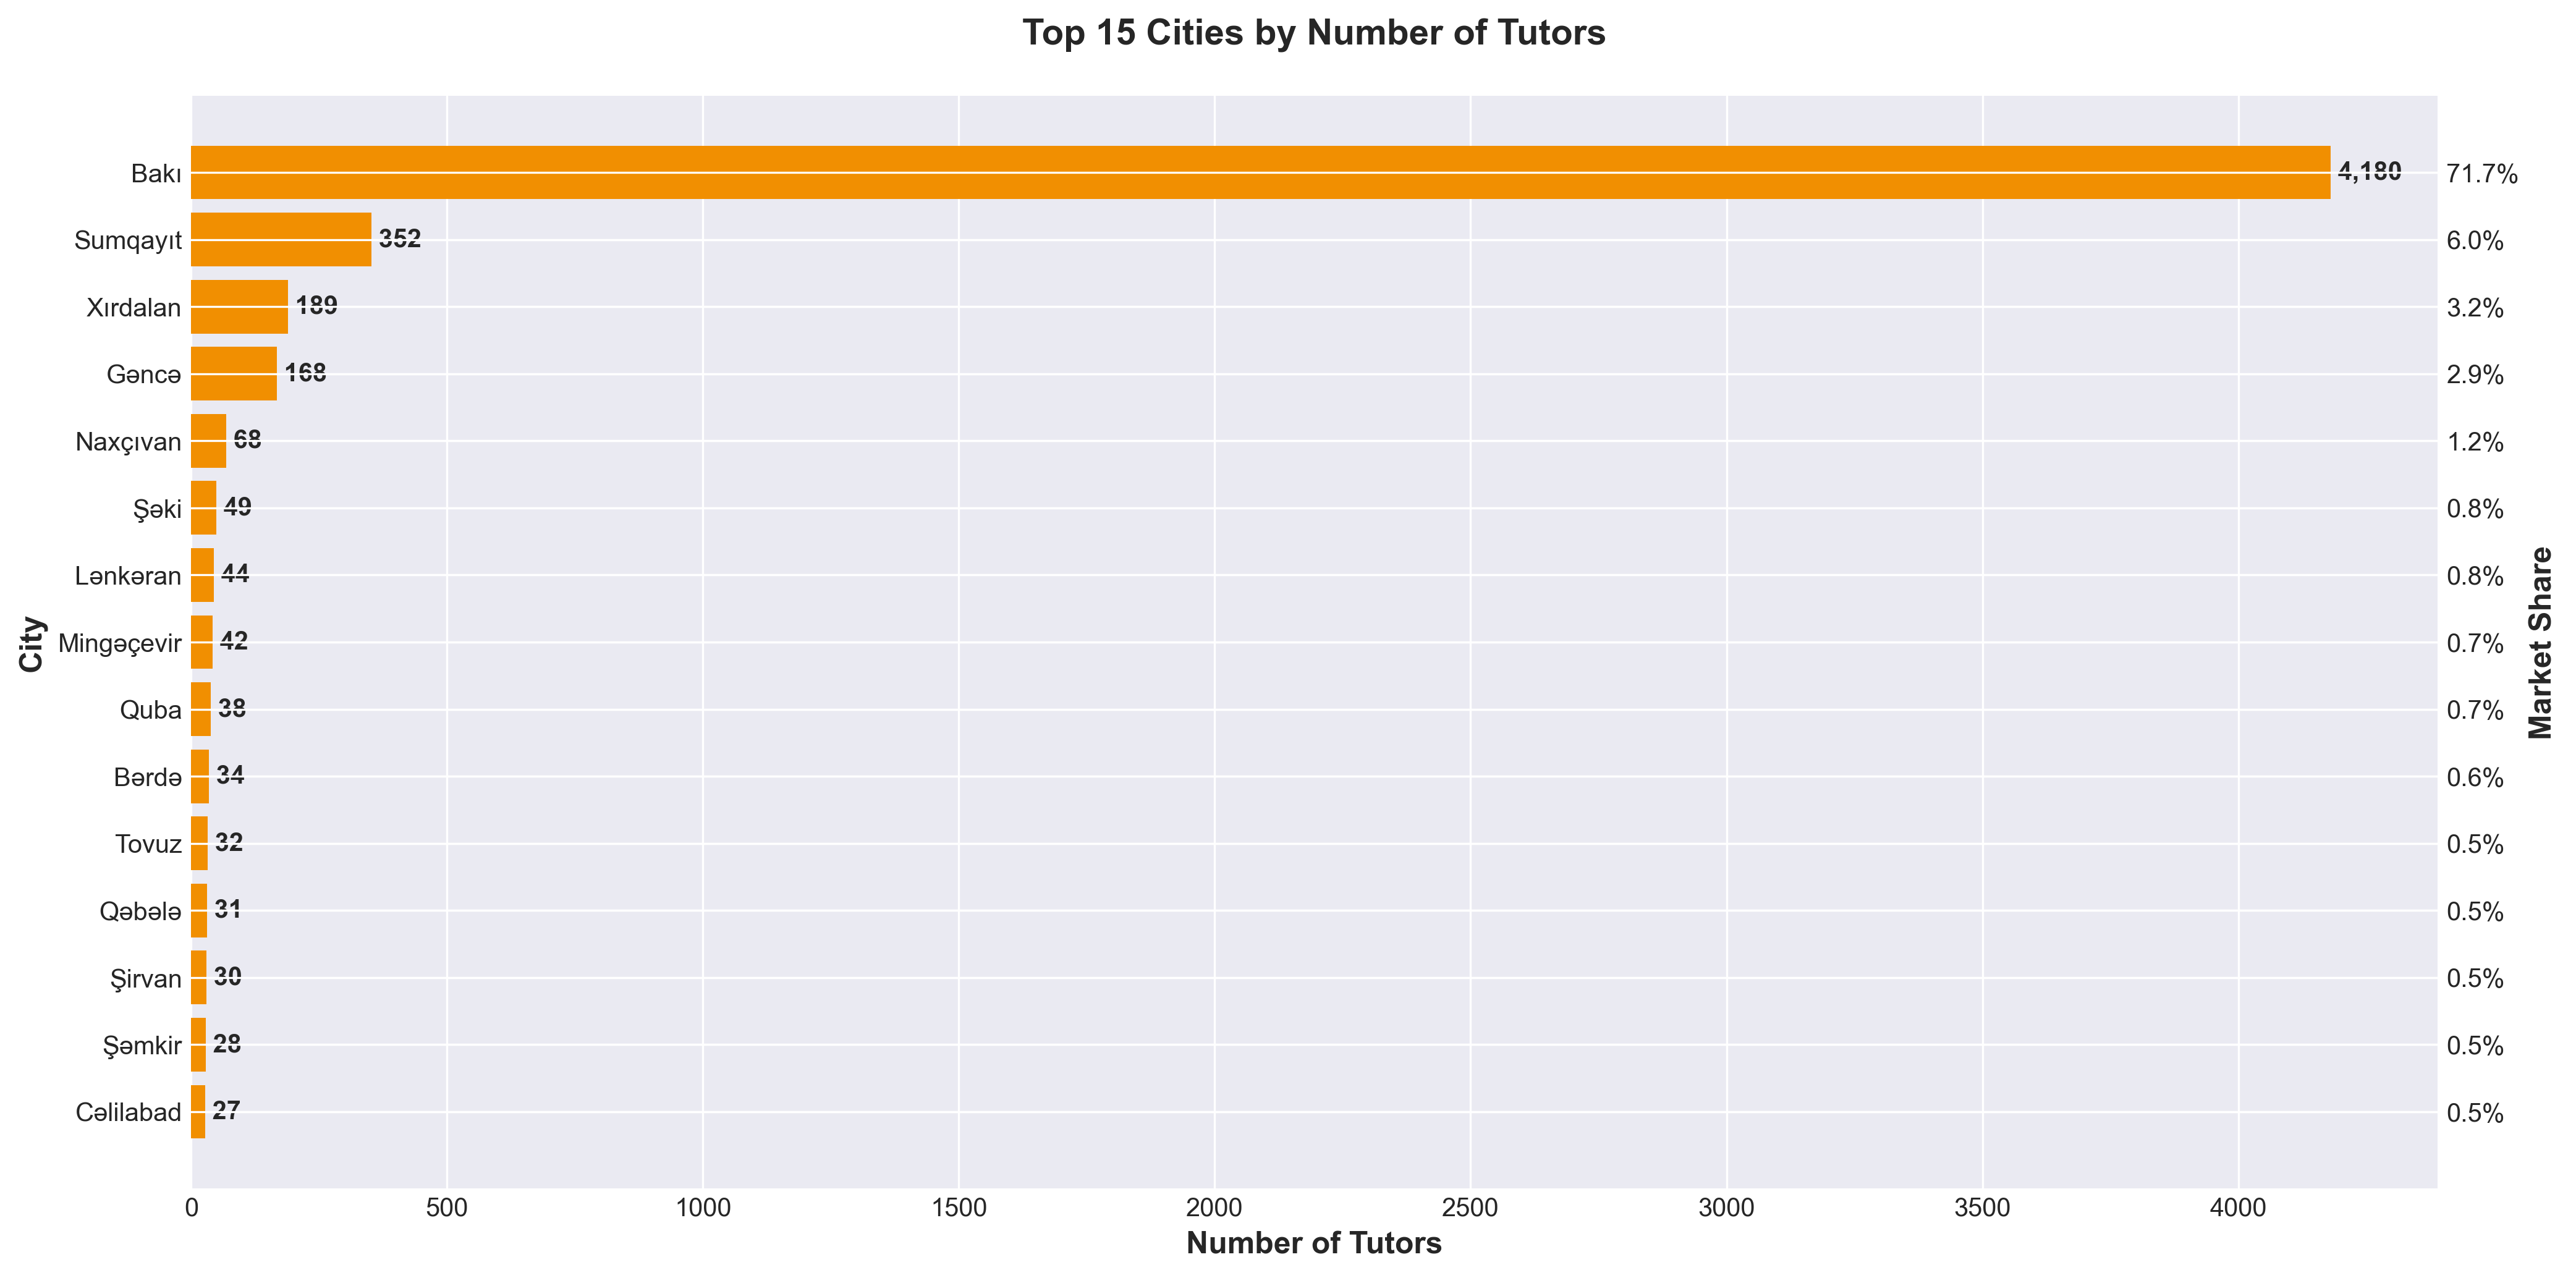 Top 15 Cities by Number of Tutors
Bakı 4,180 71.7%
Sumqayıt 352 6.0%
Xırdalan 189 3.2%
Gəncə 168 2.9%
Naxçıvan 68 1.2%
Şəki 49 0.8%
Lənkəran 44 0.8%
Mingəçevir 42 0.7%
Quba 38 0.7%
Bərdə 34 0.6%
Tovuz 32 0.5%
Qəbələ 31 0.5%
Şirvan 30 0.5%
Şəmkir 28 0.5%
Cəlilabad 27 0.5%
City
Market Share
0 500 1000 1500 2000 2500 3000 3500 4000
Number of Tutors